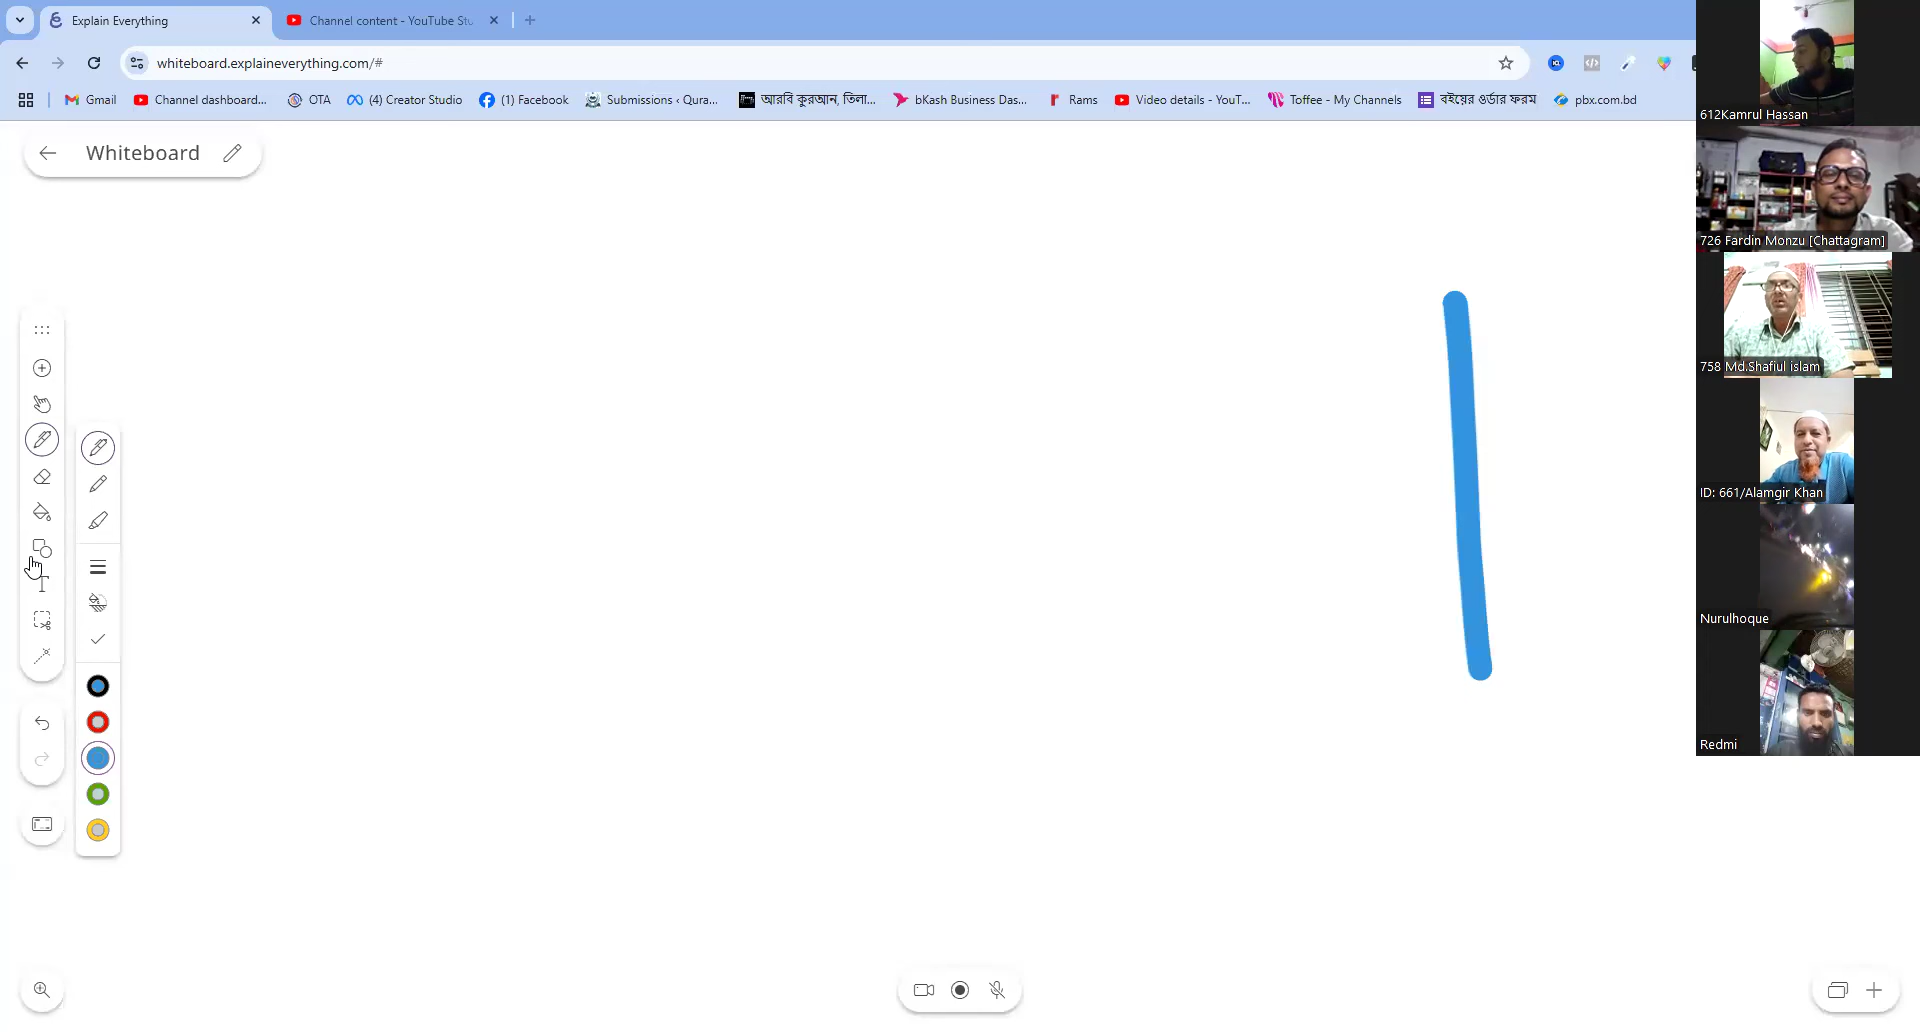 Explain Everything
Channel content - YouTube Stu
whiteboard.explaineverything.com/#
Gmail
Channel dashboard...
OTA
(4) Creator Studio
(1) Facebook
Submissions ‹ Qura...
আরবি কুরআন, তিলা...
bKash Business Das...
Rams
Video details - YouT...
Toffee - My Channels
বইয়ের অর্ডার ফরম
pbx.com.bd
Whiteboard
612Kamrul Hassan
726 Fardin Monzu [Chattagram]
758 Md.Shafiul islam
ID: 661/Alamgir Khan
Nurulhoque
Redmi